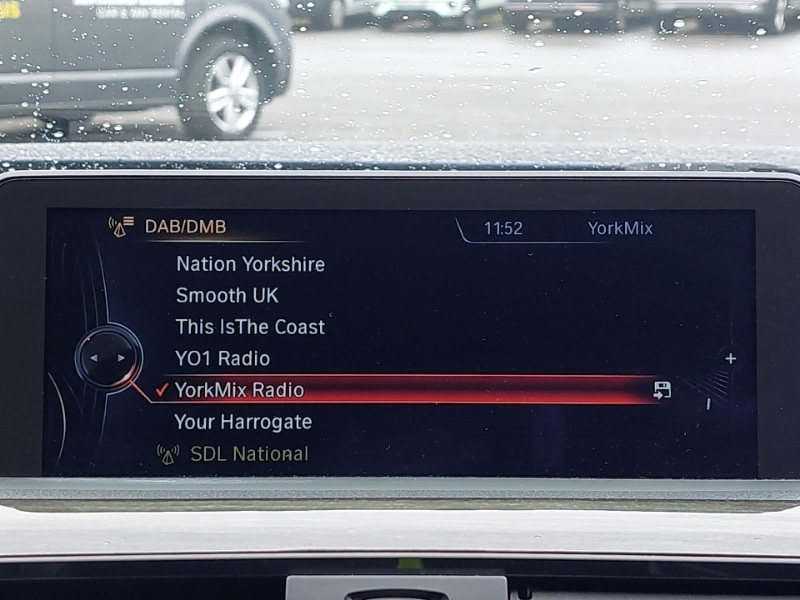 DAB/DMB 11:52 YorkMix
Nation Yorkshire
Smooth UK
This IsThe Coast
YO1 Radio
✓ YorkMix Radio
Your Harrogate
SDL National